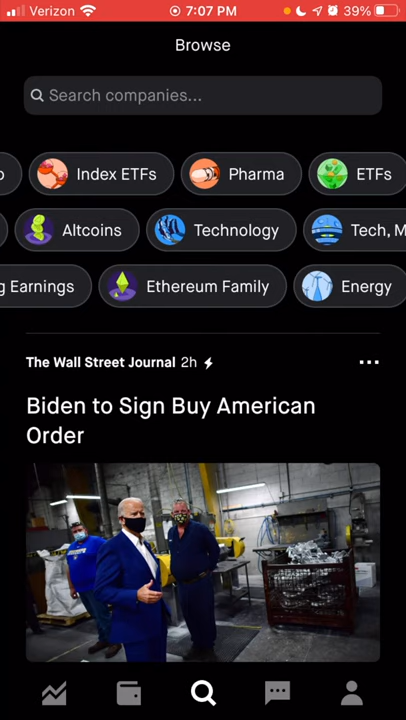 Verizon 7:07 PM 39%
Browse
Search companies...
Index ETFs Pharma ETFs
Altcoins Technology Tech, M
g Earnings Ethereum Family Energy
The Wall Street Journal 2h
Biden to Sign Buy American
Order